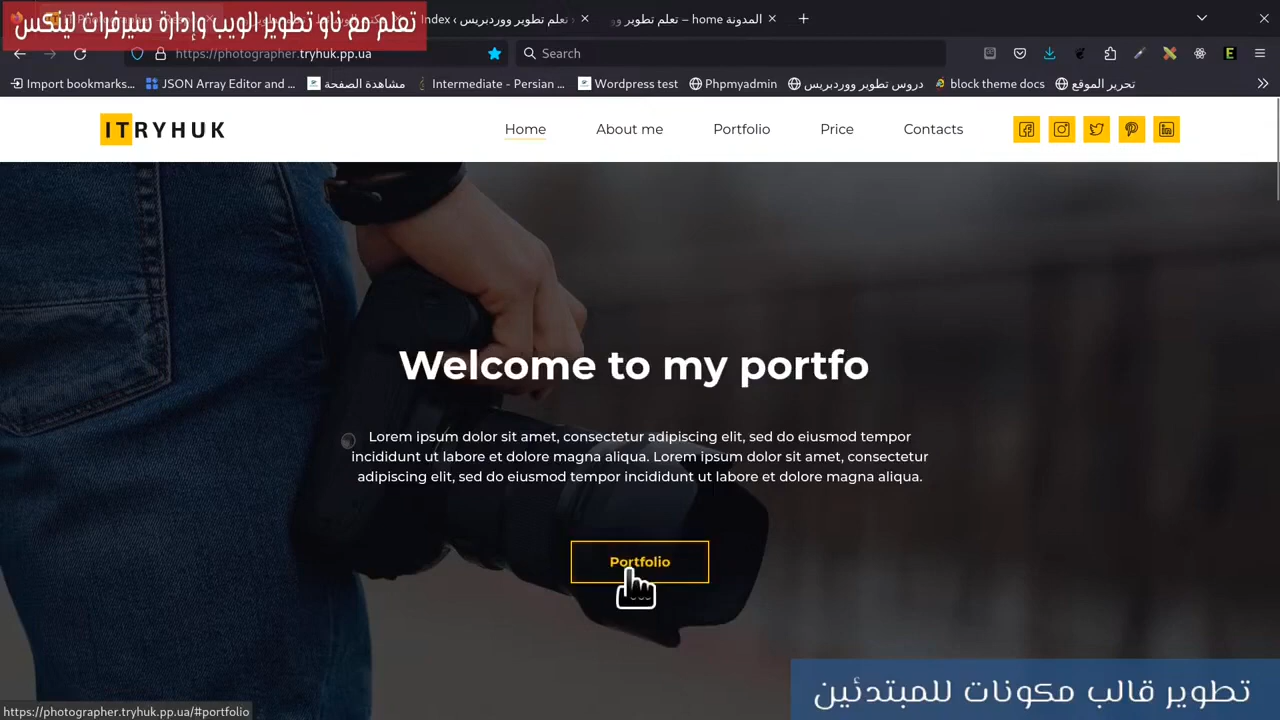 تعلم مع ناو تطوير الويب وإدارة سيرفرات لينكس
Index ‹ تعلم تطوير ووردبريس
المدونة home – تعلم تطوير
https://photographer.tryhuk.pp.ua
Search
Import bookmarks...
JSON Array Editor and ...
مشاهدة الصفحة
Intermediate - Persian ...
Wordpress test
Phpmyadmin
دروس تطوير ووردبريس
block theme docs
تحرير الموقع
ITRYHUK
Home
About me
Portfolio
Price
Contacts
Welcome to my portfo
Lorem ipsum dolor sit amet, consectetur adipiscing elit, sed do eiusmod tempor
incididunt ut labore et dolore magna aliqua. Lorem ipsum dolor sit amet, consectetur
adipiscing elit, sed do eiusmod tempor incididunt ut labore et dolore magna aliqua.
Portfolio
تطوير قالب مكونات للمبتدئين
https://photographer.tryhuk.pp.ua/#portfolio